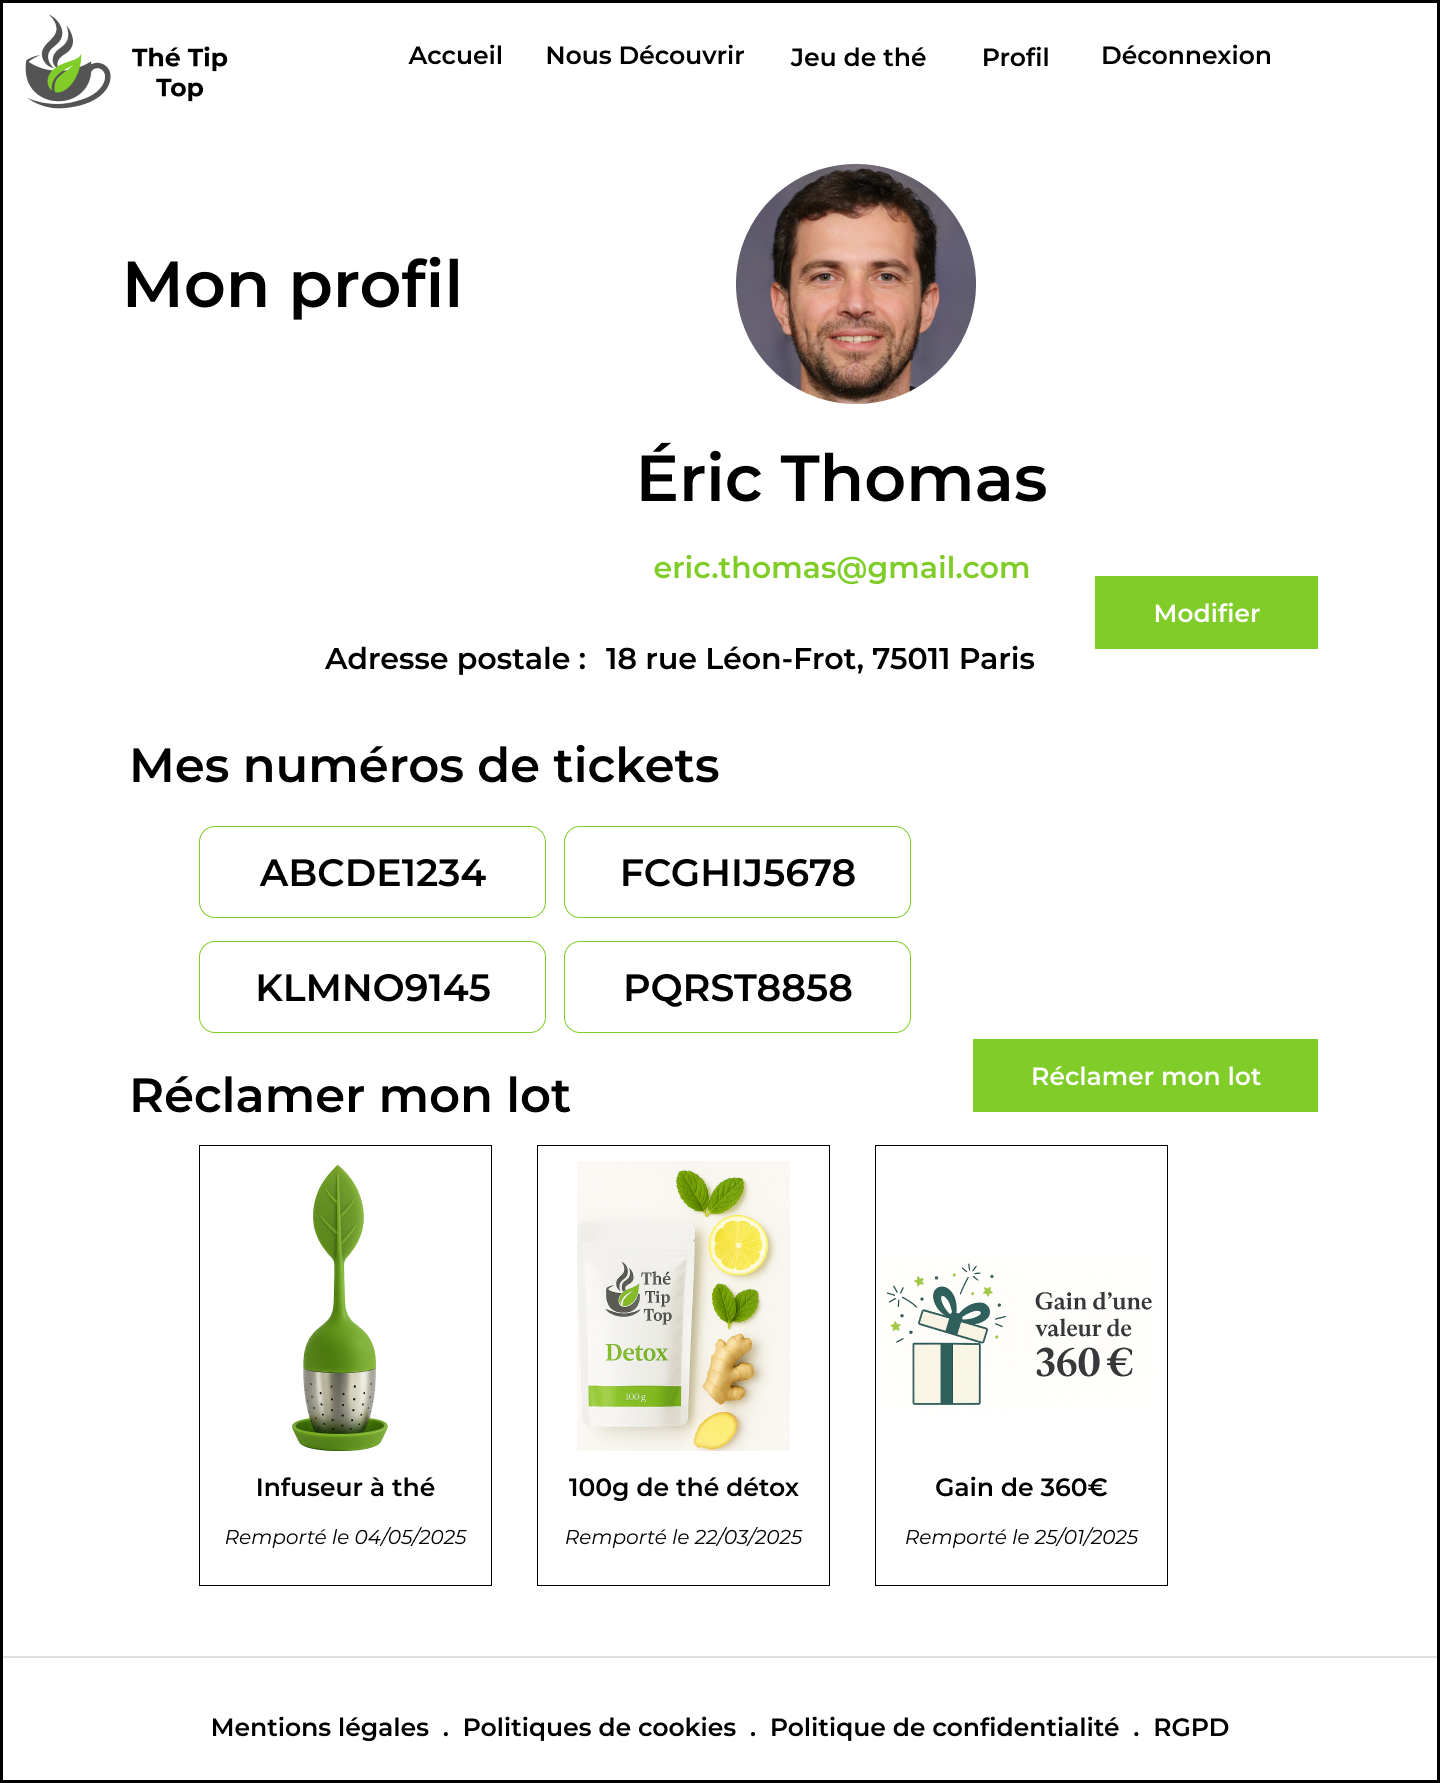 Thé Tip
Top
Accueil
Nous Découvrir
Jeu de thé
Profil
Déconnexion
Mon profil
Éric Thomas
eric.thomas@gmail.com
Modifier
Adresse postale : 18 rue Léon-Frot, 75011 Paris
Mes numéros de tickets
ABCDE1234
FCGHIJ5678
KLMNO9145
PQRST8858
Réclamer mon lot
Réclamer mon lot
Thé
Tip
Top
Detox
100 g
Gain d'une
valeur de
360 €
Infuseur à thé
100g de thé détox
Gain de 360€
Remporté le 04/05/2025
Remporté le 22/03/2025
Remporté le 25/01/2025
Mentions légales . Politiques de cookies . Politique de confidentialité . RGPD